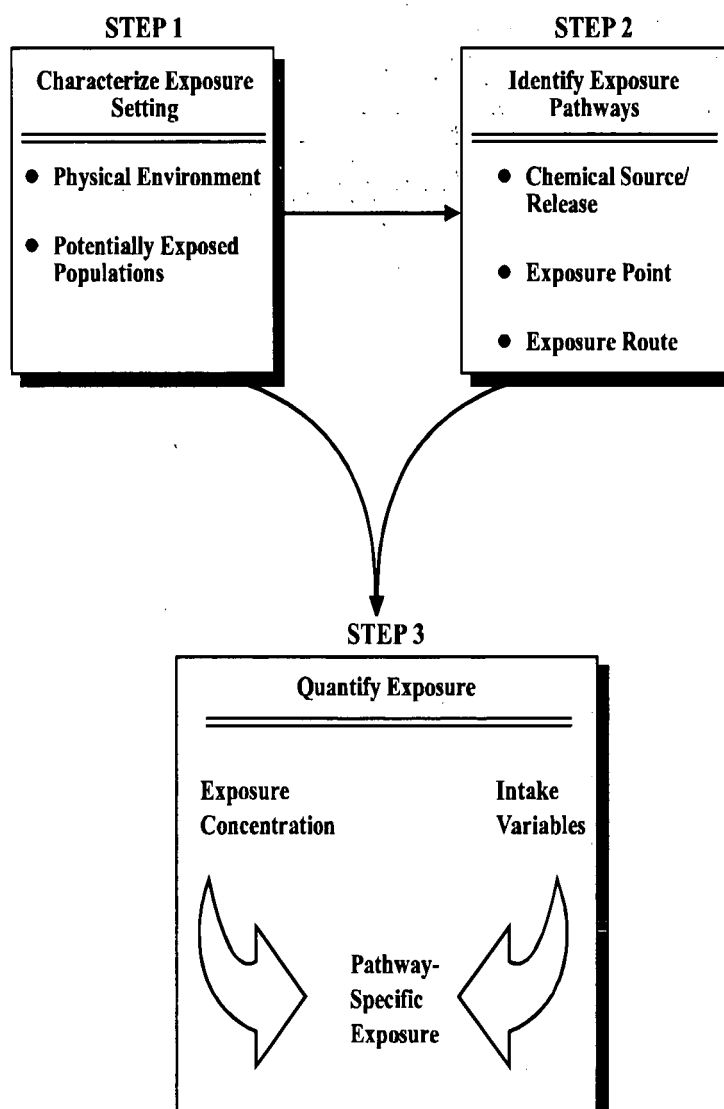 STEP 1
Characterize Exposure
Setting
● Physical Environment
● Potentially Exposed
Populations
STEP 2
Identify Exposure
Pathways
● Chemical Source/
Release
● Exposure Point
● Exposure Route
STEP 3
Quantify Exposure
Exposure
Concentration
Intake
Variables
Pathway-
Specific
Exposure